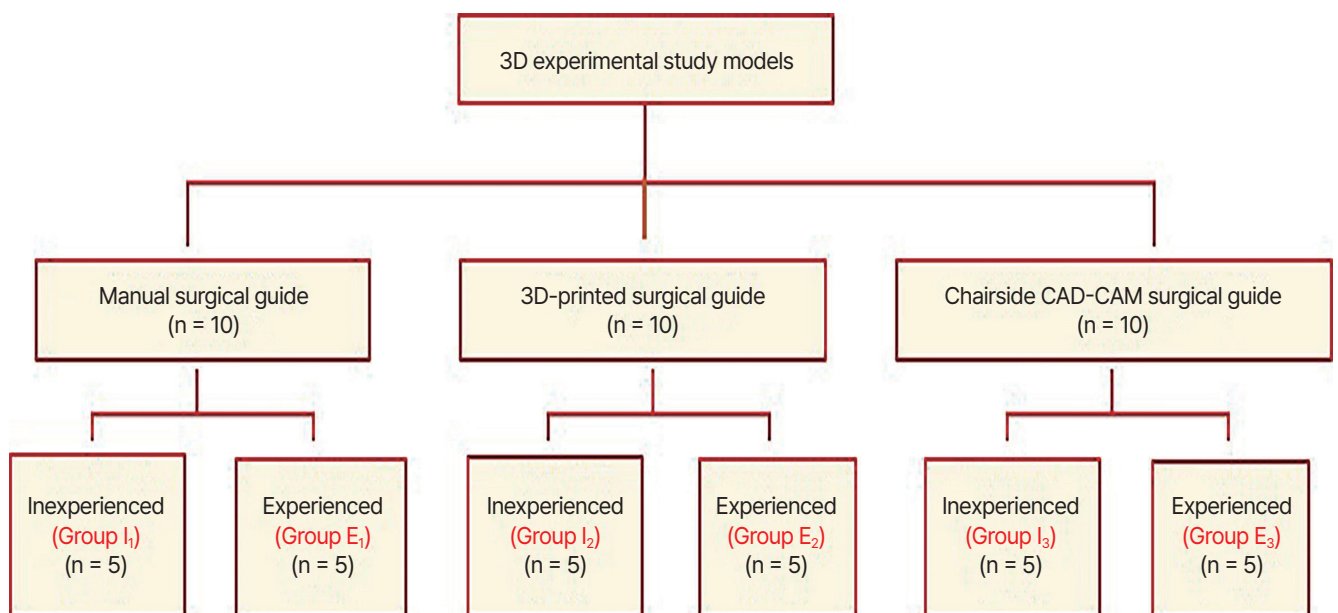 3D experimental study models
Manual surgical guide
(n = 10)
3D-printed surgical guide
(n = 10)
Chairside CAD-CAM surgical guide
(n = 10)
Inexperienced
(Group I₁)
(n = 5)
Experienced
(Group E₁)
(n = 5)
Inexperienced
(Group I₂)
(n = 5)
Experienced
(Group E₂)
(n = 5)
Inexperienced
(Group I₃)
(n = 5)
Experienced
(Group E₃)
(n = 5)